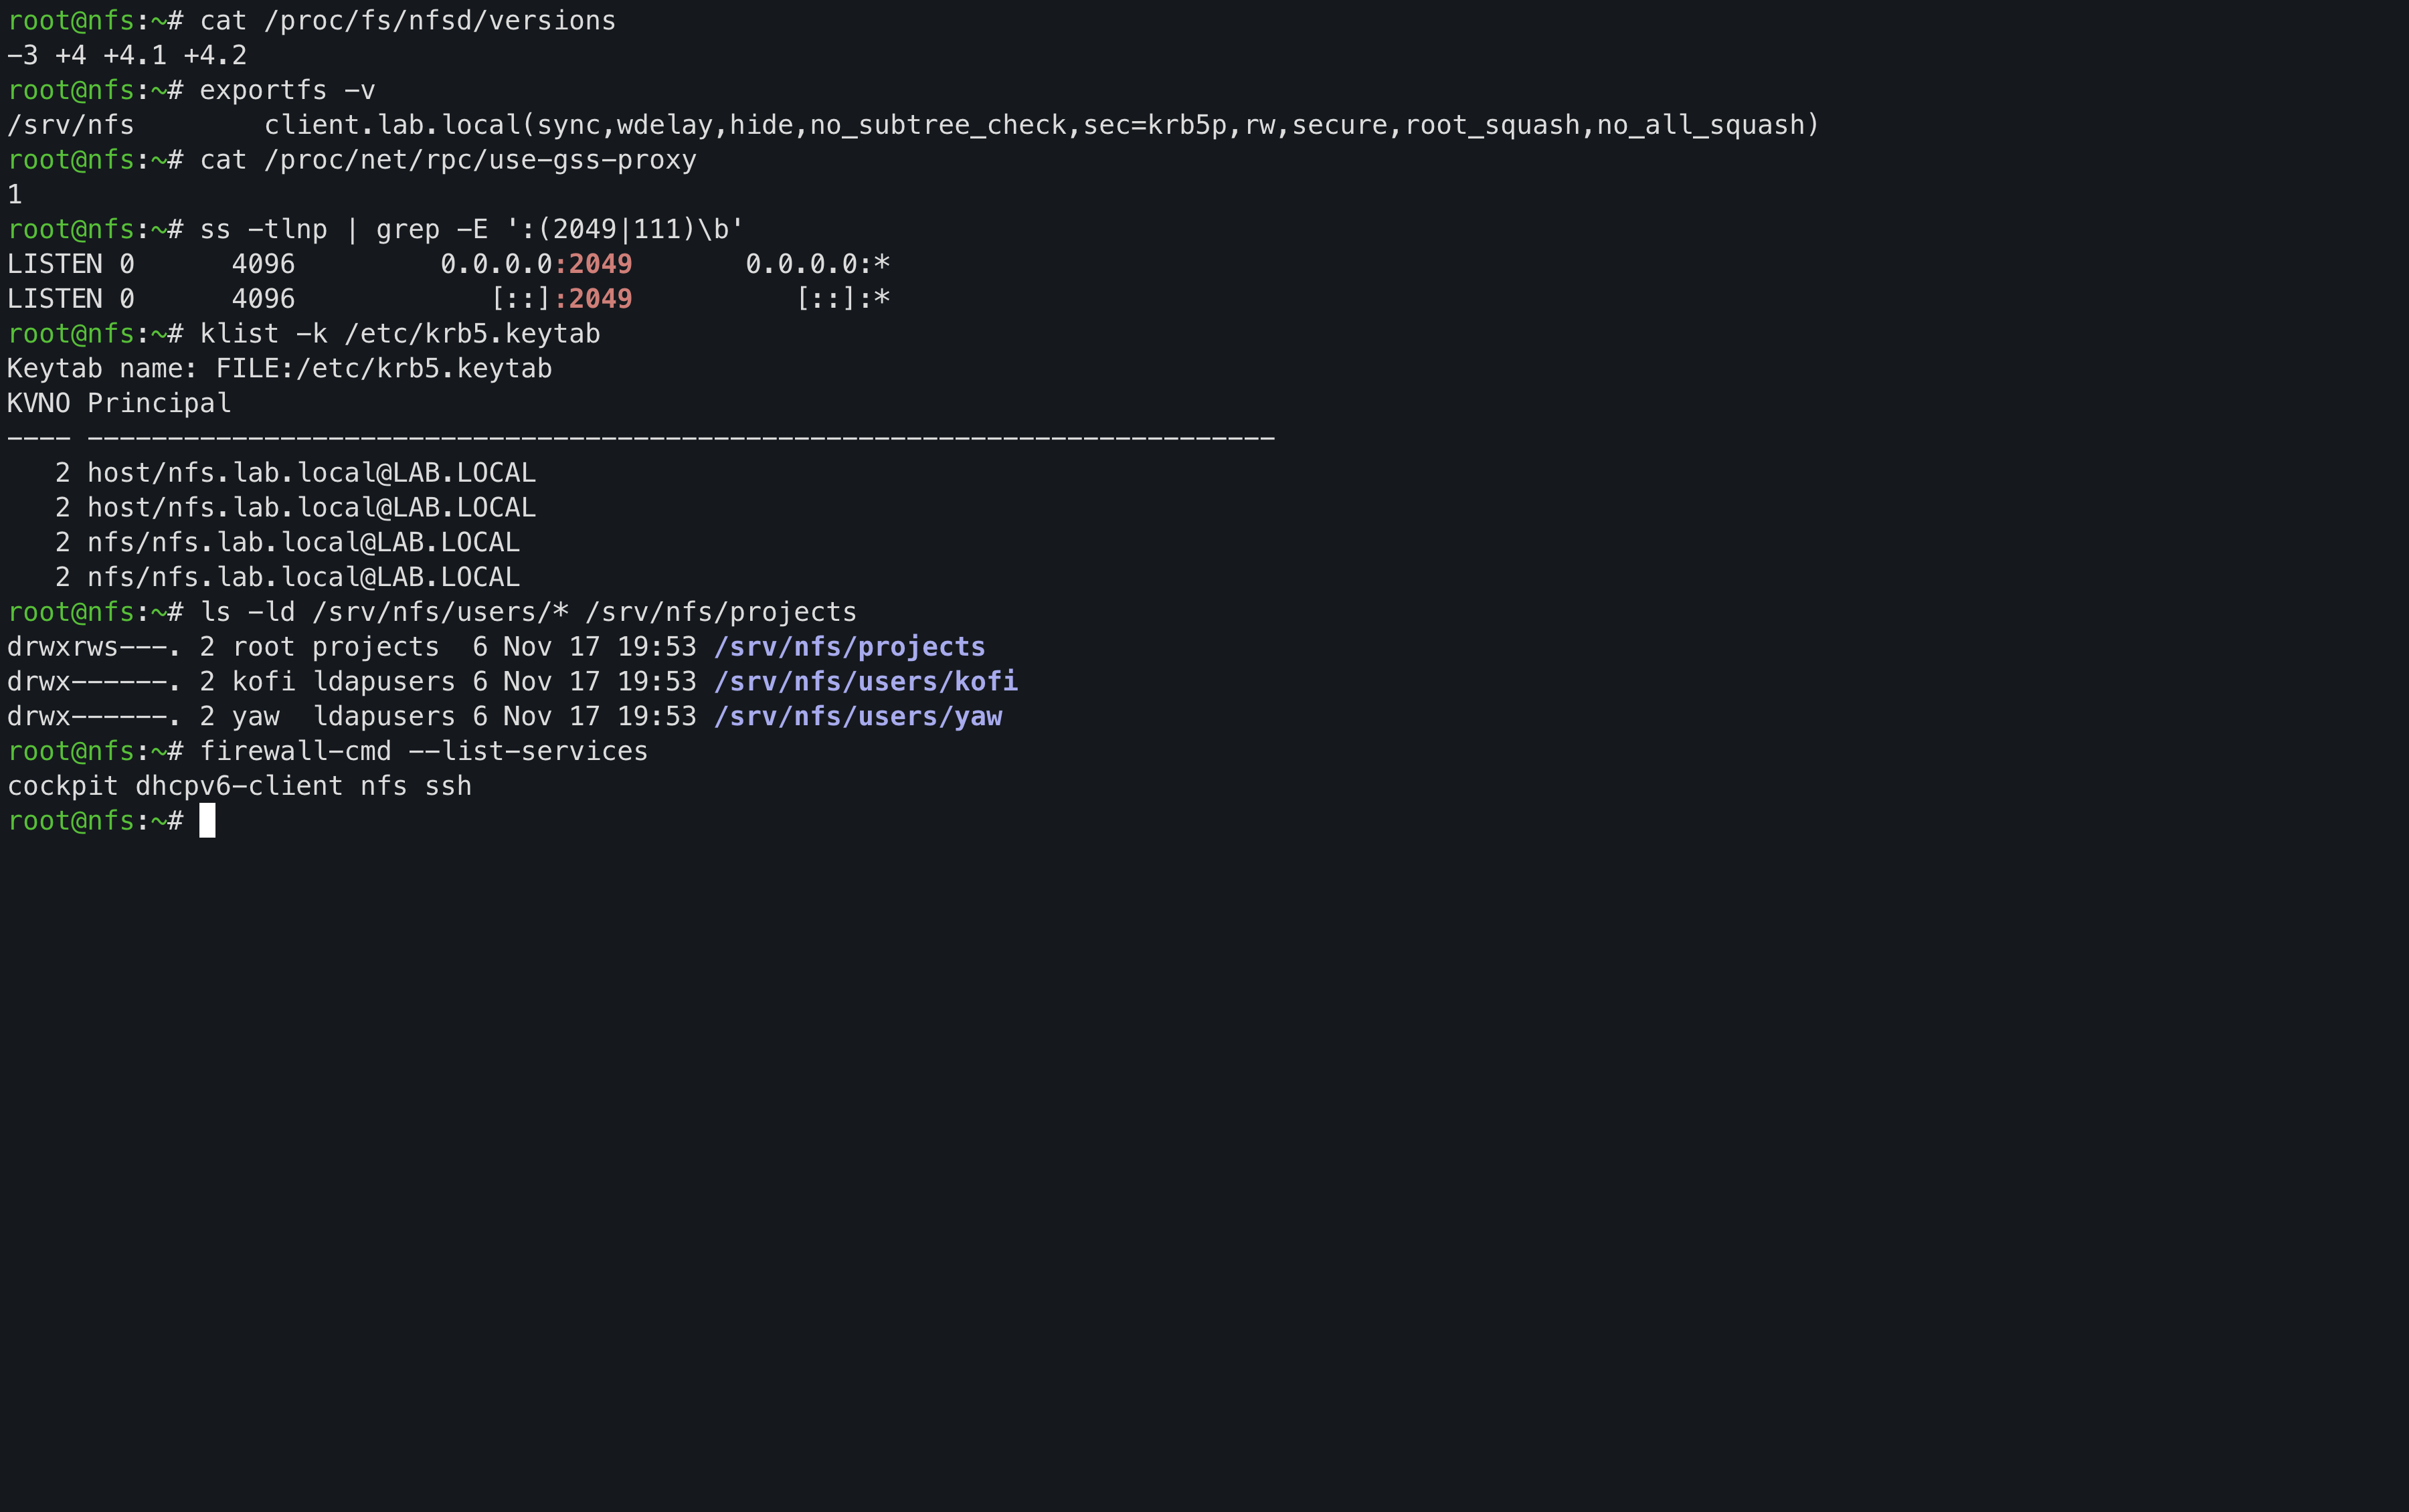 root@nfs:~# cat /proc/fs/nfsd/versions
-3 +4 +4.1 +4.2
root@nfs:~# exportfs -v
/srv/nfs        client.lab.local(sync,wdelay,hide,no_subtree_check,sec=krb5p,rw,secure,root_squash,no_all_squash)
root@nfs:~# cat /proc/net/rpc/use-gss-proxy
1
root@nfs:~# ss -tlnp | grep -E ':(2049|111)\b'
LISTEN 0      4096         0.0.0.0:2049       0.0.0.0:*
LISTEN 0      4096            [::]:2049          [::]:*
root@nfs:~# klist -k /etc/krb5.keytab
Keytab name: FILE:/etc/krb5.keytab
KVNO Principal
---- --------------------------------------------------------------------------
   2 host/nfs.lab.local@LAB.LOCAL
   2 host/nfs.lab.local@LAB.LOCAL
   2 nfs/nfs.lab.local@LAB.LOCAL
   2 nfs/nfs.lab.local@LAB.LOCAL
root@nfs:~# ls -ld /srv/nfs/users/* /srv/nfs/projects
drwxrws---. 2 root projects  6 Nov 17 19:53 /srv/nfs/projects
drwx------. 2 kofi ldapusers 6 Nov 17 19:53 /srv/nfs/users/kofi
drwx------. 2 yaw  ldapusers 6 Nov 17 19:53 /srv/nfs/users/yaw
root@nfs:~# firewall-cmd --list-services
cockpit dhcpv6-client nfs ssh
root@nfs:~#